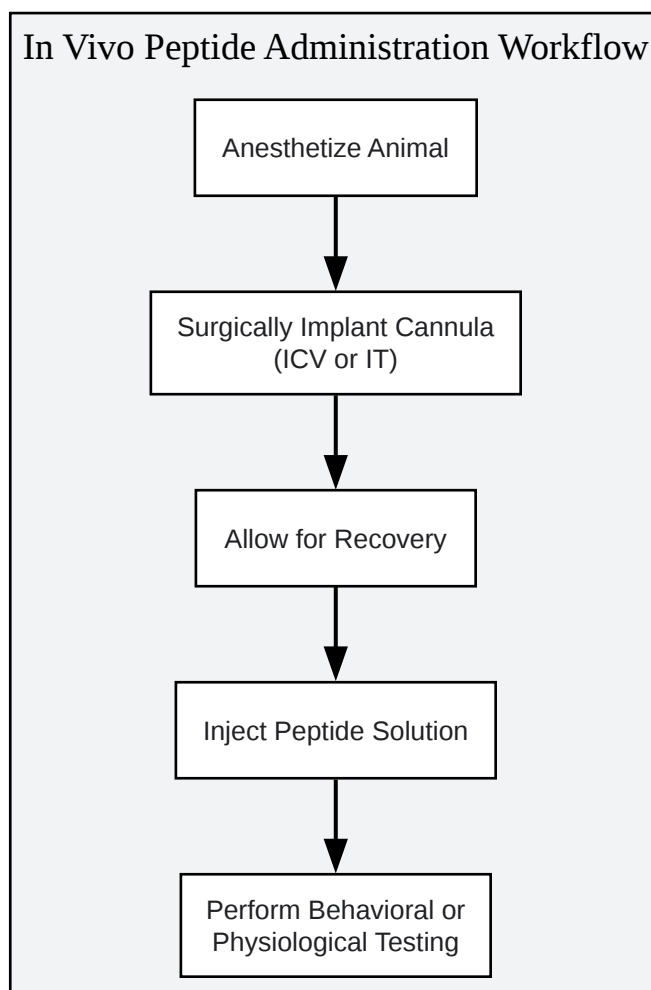 In Vivo Peptide Administration Workflow
Anesthetize Animal
Surgically Implant Cannula
(ICV or IT)
Allow for Recovery
Inject Peptide Solution
Perform Behavioral or
Physiological Testing